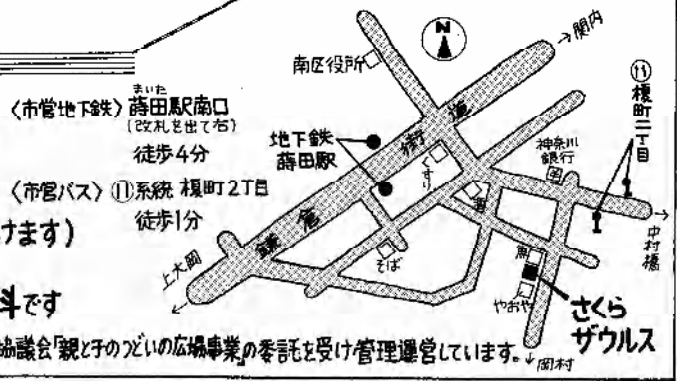 〈市営地下鉄〉蒔田駅南口
まいた
(改札を出て右)
徒歩4分
〈市営バス〉⑪系統 榎町2丁目
徒歩1分
けます)
料です
協議会「親と子のつどいの広場事業」の委託を受け管理運営しています。
N
→関内
南区役所
地下鉄
蒔田駅
鎌倉街道
くすり
神奈川
銀行
⑪榎町二丁目
中村橋
そば
上大岡
やおや
さくら
ザウルス
岡村